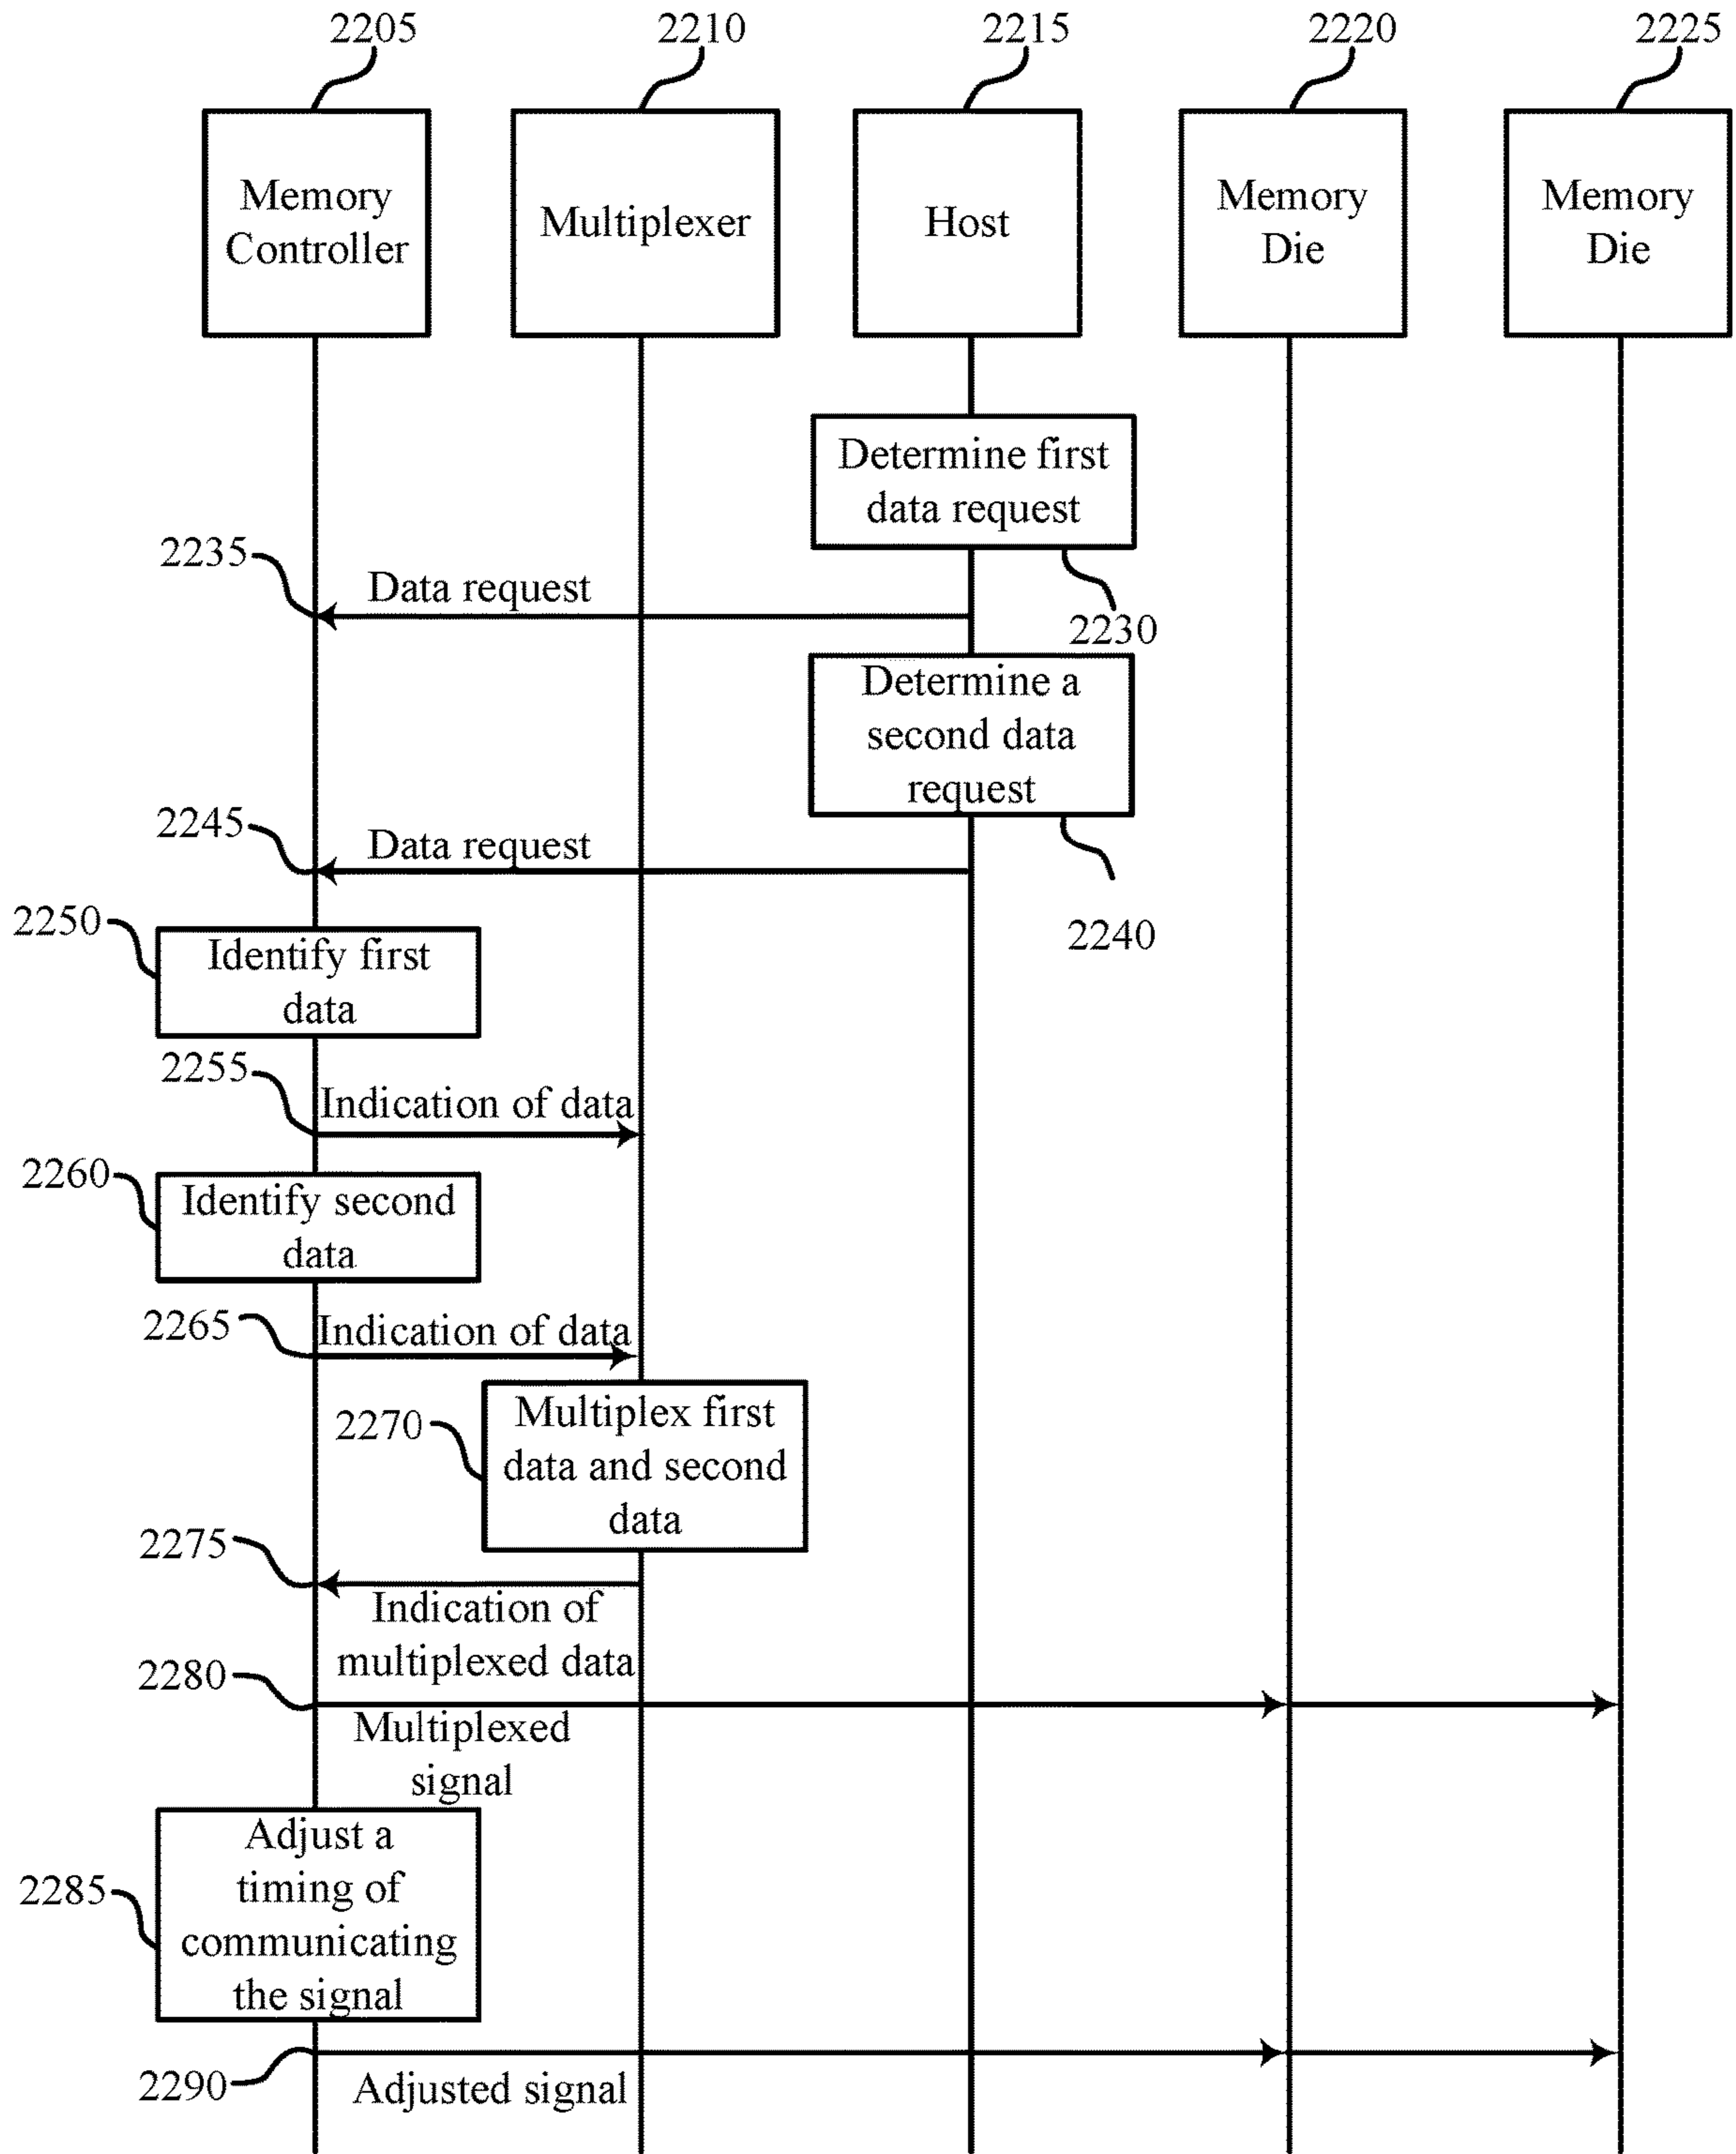 2205
2210
2215
2220
2225
Memory
Controller
Multiplexer
Host
Memory
Die
Memory
Die
Determine first
data request
2230
2235
Data request
Determine a
second data
request
2240
2245
Data request
2250
Identify first
data
2255
Indication of data
2260
Identify second
data
2265
Indication of data
2270
Multiplex first
data and second
data
2275
Indication of
multiplexed data
2280
Multiplexed
signal
2285
Adjust a
timing of
communicating
the signal
2290
Adjusted signal